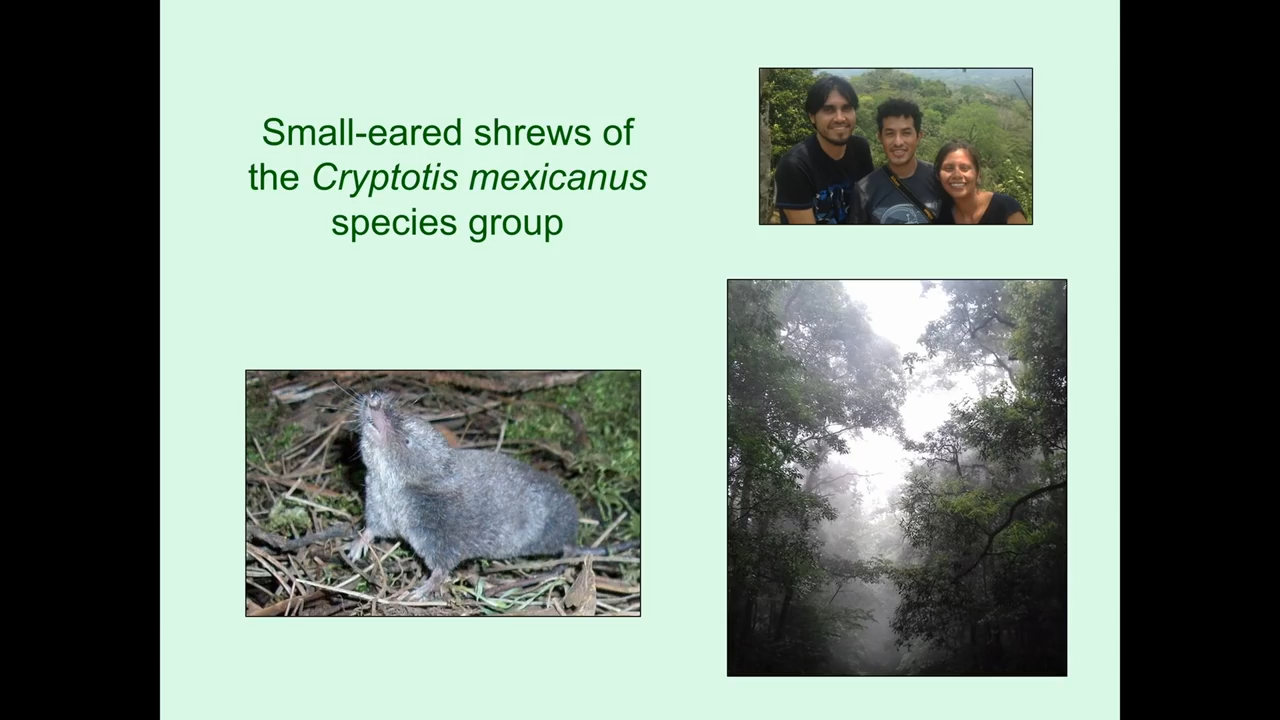 Small-eared shrews of
the Cryptotis mexicanus
species group